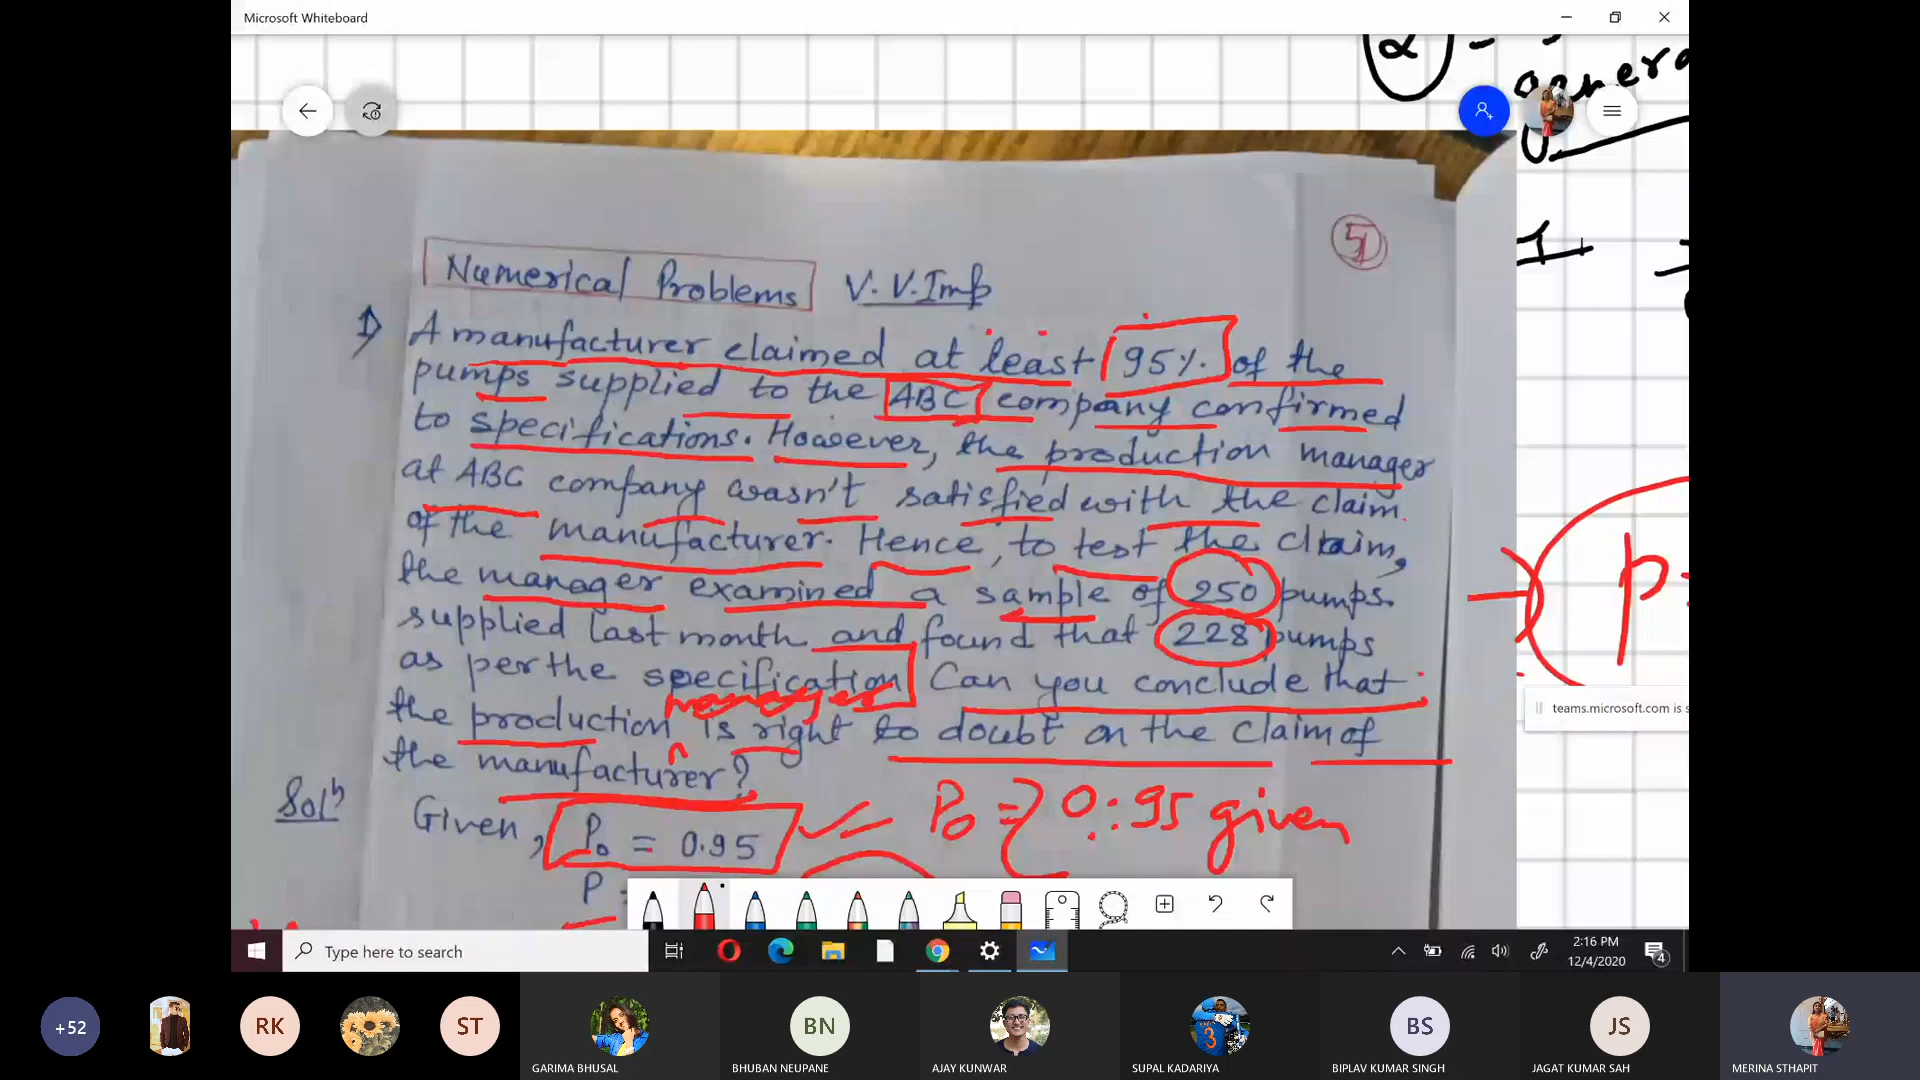 Microsoft Whiteboard
α
genera
5
Numerical Problems V.V.Imp
1) A manufacturer claimed at least 95% of the
pumps supplied to the ABC company confirmed
to specifications. However, the production manager
at ABC company wasn't satisfied with the claim
of the manufacturer. Hence, to test the claim,
the manager examined a sample of 250 pumps
supplied last month and found that 228 pumps
as per the specification Can you conclude that
manager
the production ^ is right to doubt on the claim of
the manufacturer?
Solⁿ
Given, P₀ = 0.95
P₀ = 0.95 given
P
P
teams.microsoft.com is s
Type here to search
2:16 PM
12/4/2020
4
+52
RK
ST
GARIMA BHUSAL
BN
BHUBAN NEUPANE
AJAY KUNWAR
3
SUPAL KADARIYA
BS
BIPLAV KUMAR SINGH
JS
JAGAT KUMAR SAH
MERINA STHAPIT